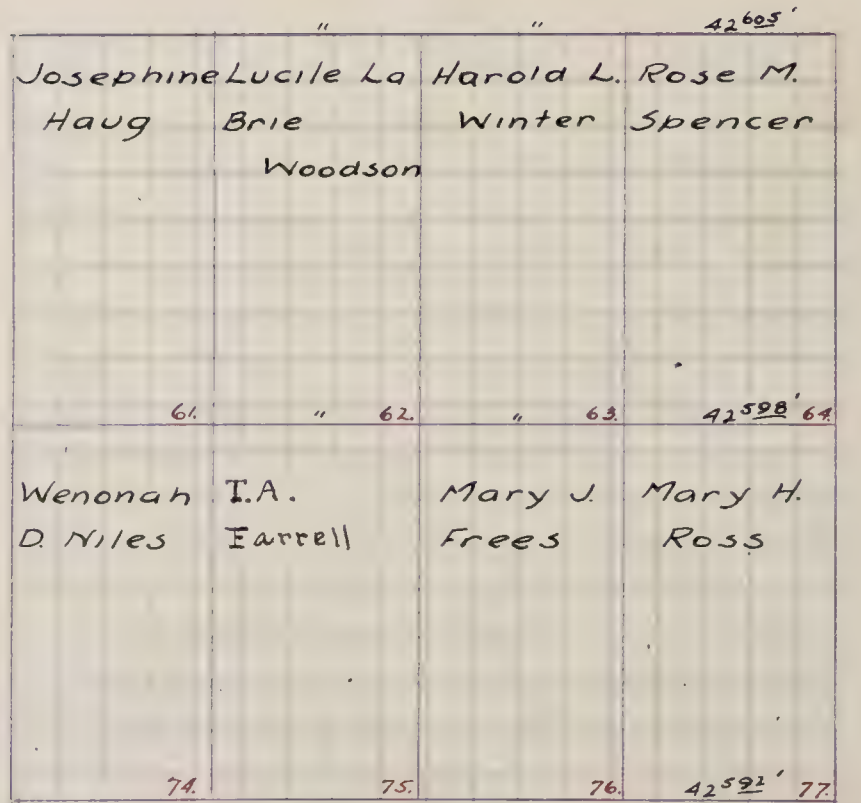 " " 42 605'
Josephine Lucile La Harold L. Rose M.
Haug Brie Winter Spencer
Woodson
61. " 62. " 63. 42 598' 64.
Wenonah T.A. Mary J. Mary H.
D. Niles Farrell Frees Ross
74. 75. 76. 42 592' 77.